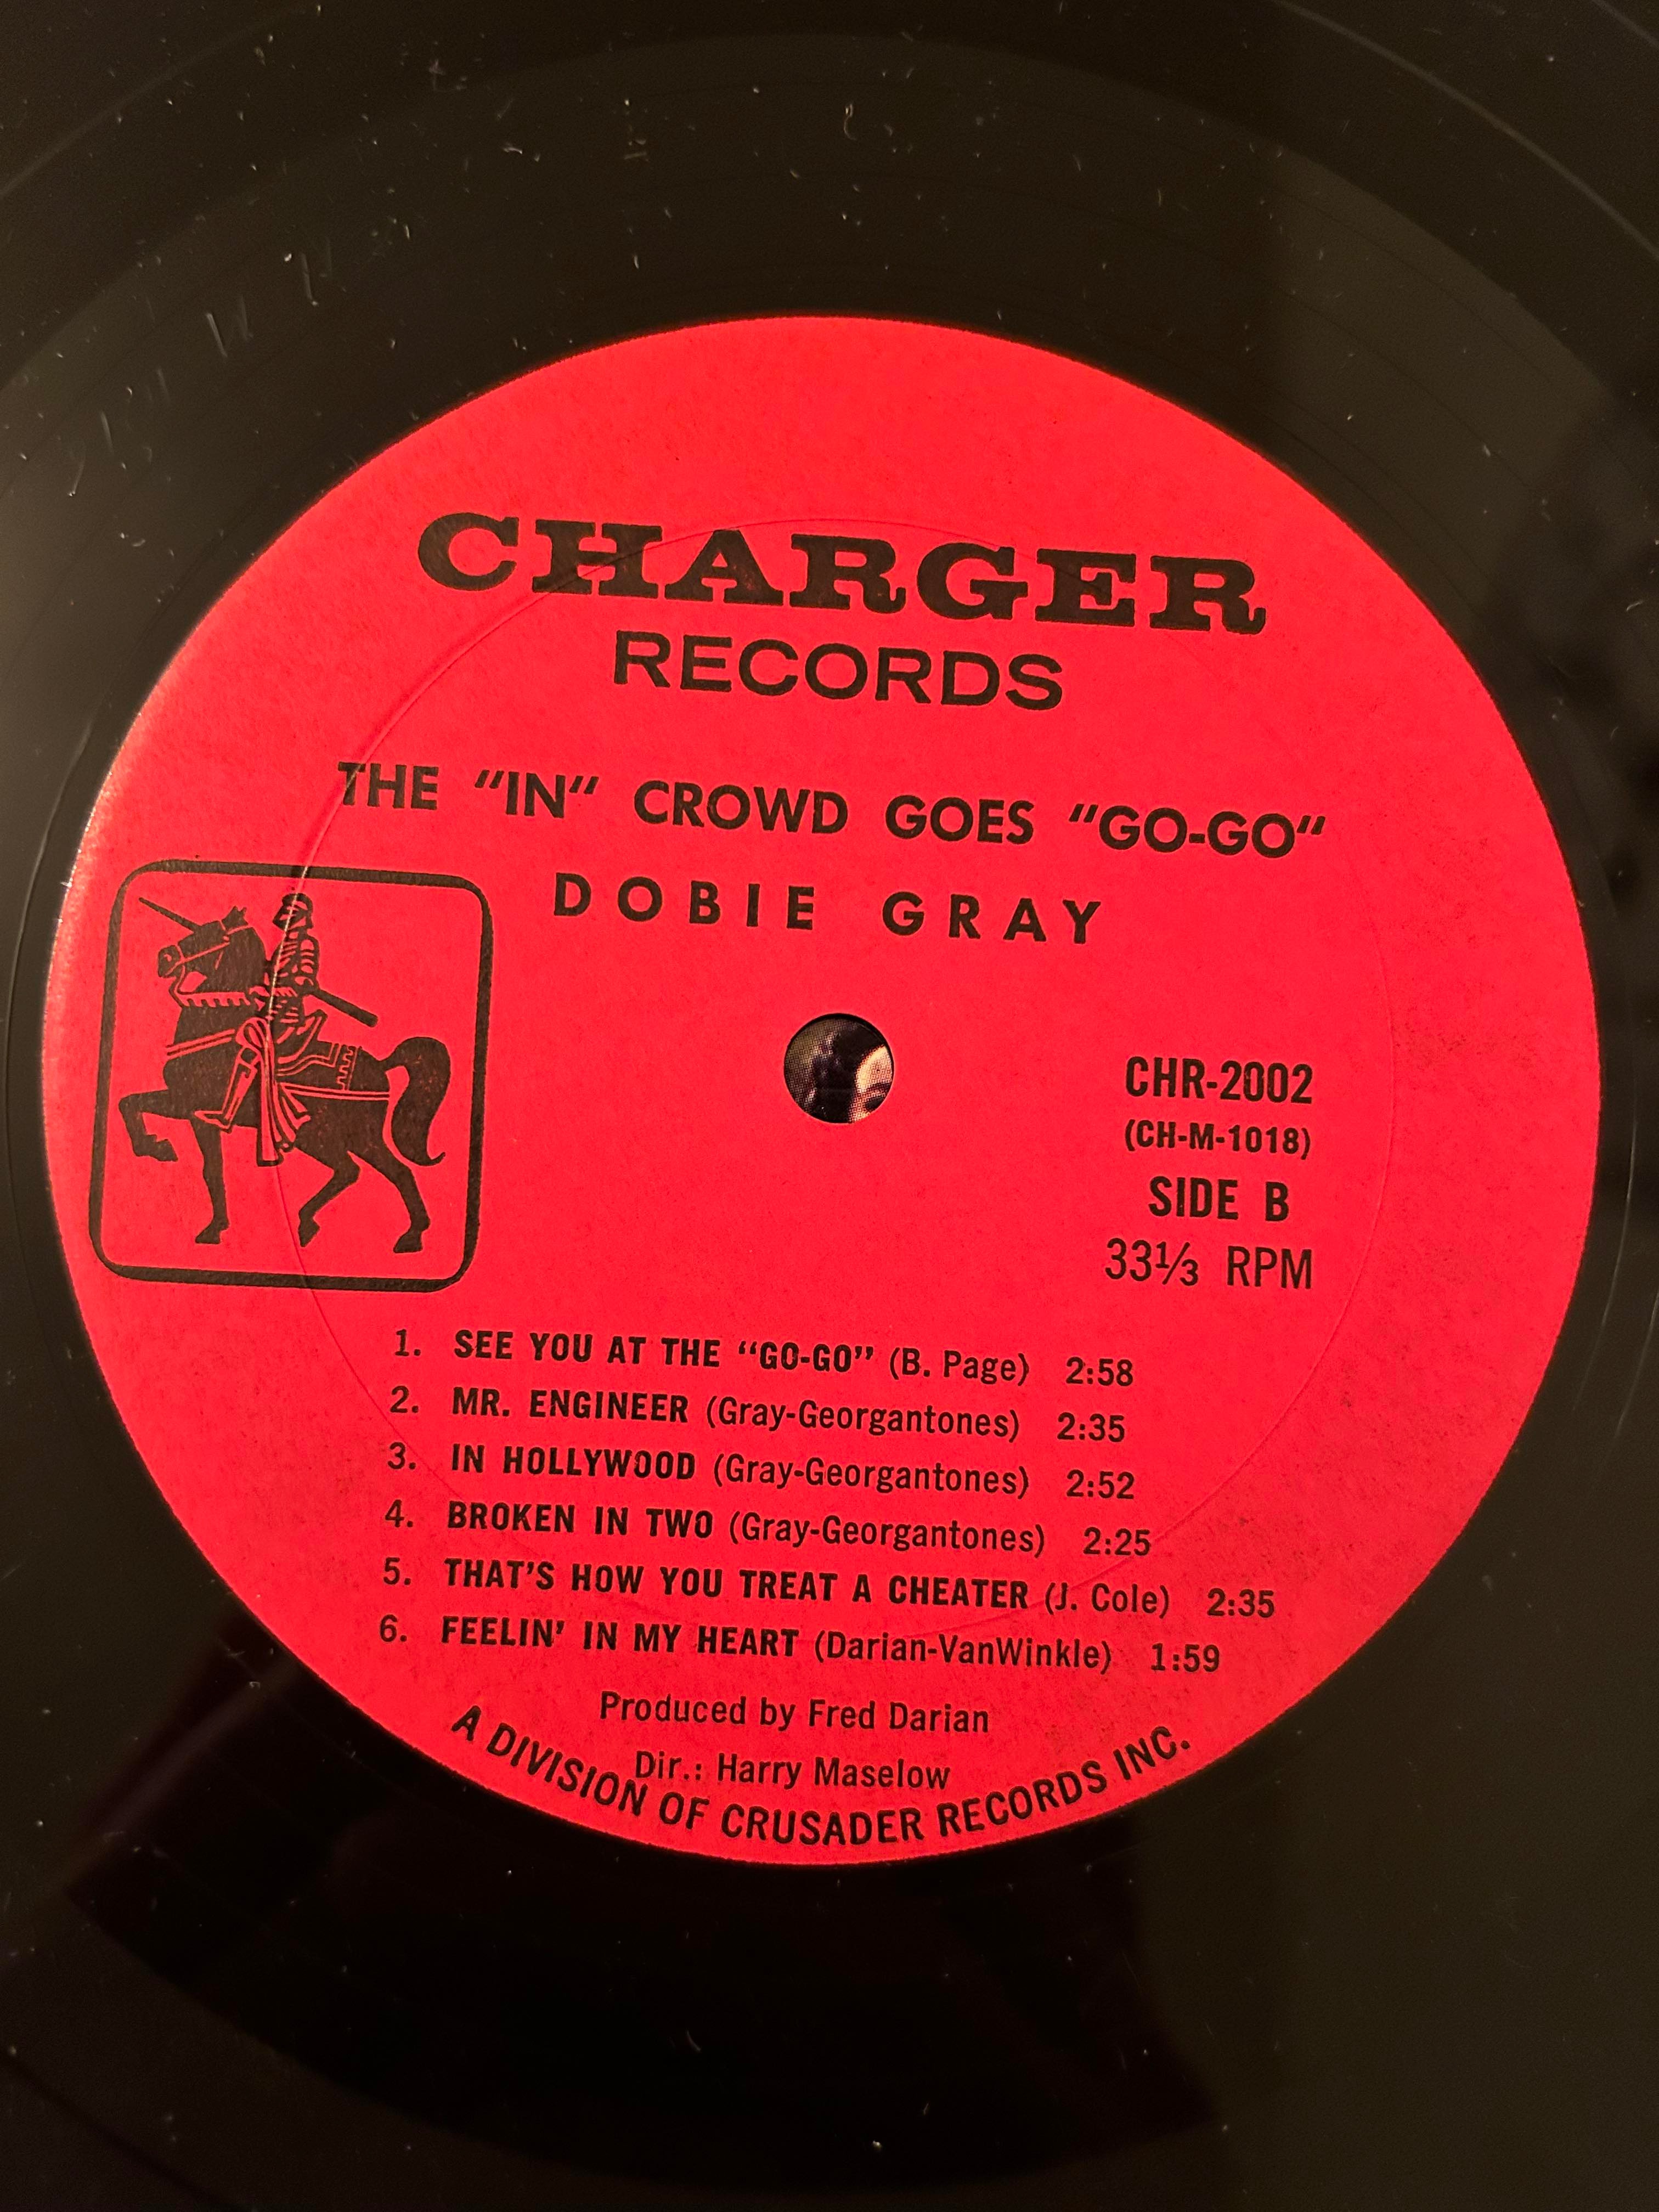 CHARGER
RECORDS
THE "IN" CROWD GOES "GO-GO"
DOBIE GRAY
CHR-2002
(CH-M-1018)
SIDE B
33⅓ RPM
1. SEE YOU AT THE "GO-GO" (B. Page) 2:58
2. MR. ENGINEER (Gray-Georgantones) 2:35
3. IN HOLLYWOOD (Gray-Georgantones) 2:52
4. BROKEN IN TWO (Gray-Georgantones) 2:25
5. THAT'S HOW YOU TREAT A CHEATER (J. Cole) 2:35
6. FEELIN' IN MY HEART (Darian-VanWinkle) 1:59
Produced by Fred Darian
Dir.: Harry Maselow
A DIVISION OF CRUSADER RECORDS INC.